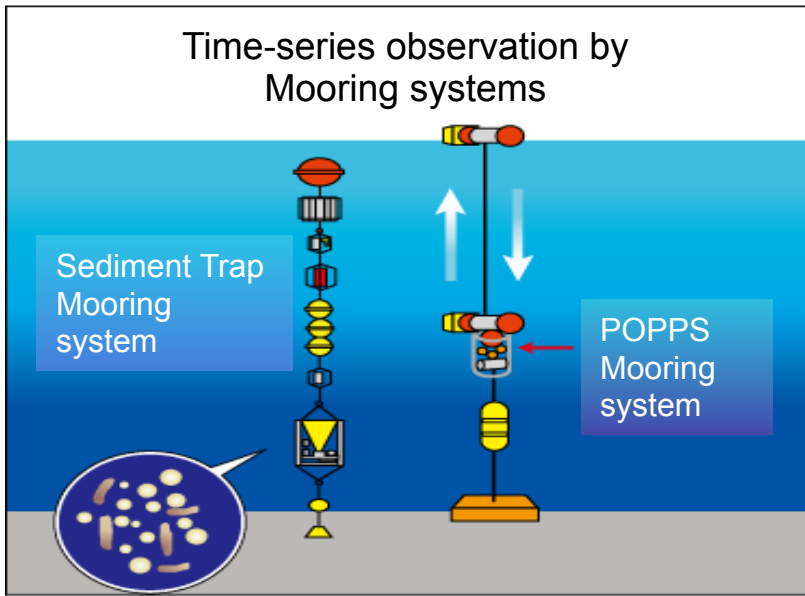 Time-series observation by
Mooring systems
Sediment Trap
Mooring
system
POPPS
Mooring
system